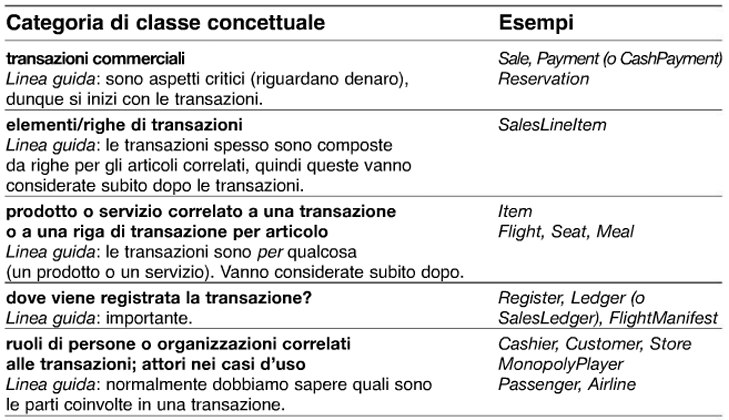 Categoria di classe concettuale Esempi
transazioni commerciali Sale, Payment (o CashPayment)
Linea guida: sono aspetti critici (riguardano denaro), Reservation
dunque si inizi con le transazioni.
elementi/righe di transazioni SalesLineItem
Linea guida: le transazioni spesso sono composte
da righe per gli articoli correlati, quindi queste vanno
considerate subito dopo le transazioni.
prodotto o servizio correlato a una transazione Item
o a una riga di transazione per articolo Flight, Seat, Meal
Linea guida: le transazioni sono per qualcosa
(un prodotto o un servizio). Vanno considerate subito dopo.
dove viene registrata la transazione? Register, Ledger (o
Linea guida: importante. SalesLedger), FlightManifest
ruoli di persone o organizzazioni correlati Cashier, Customer, Store
alle transazioni; attori nei casi d'uso MonopolyPlayer
Linea guida: normalmente dobbiamo sapere quali sono Passenger, Airline
le parti coinvolte in una transazione.